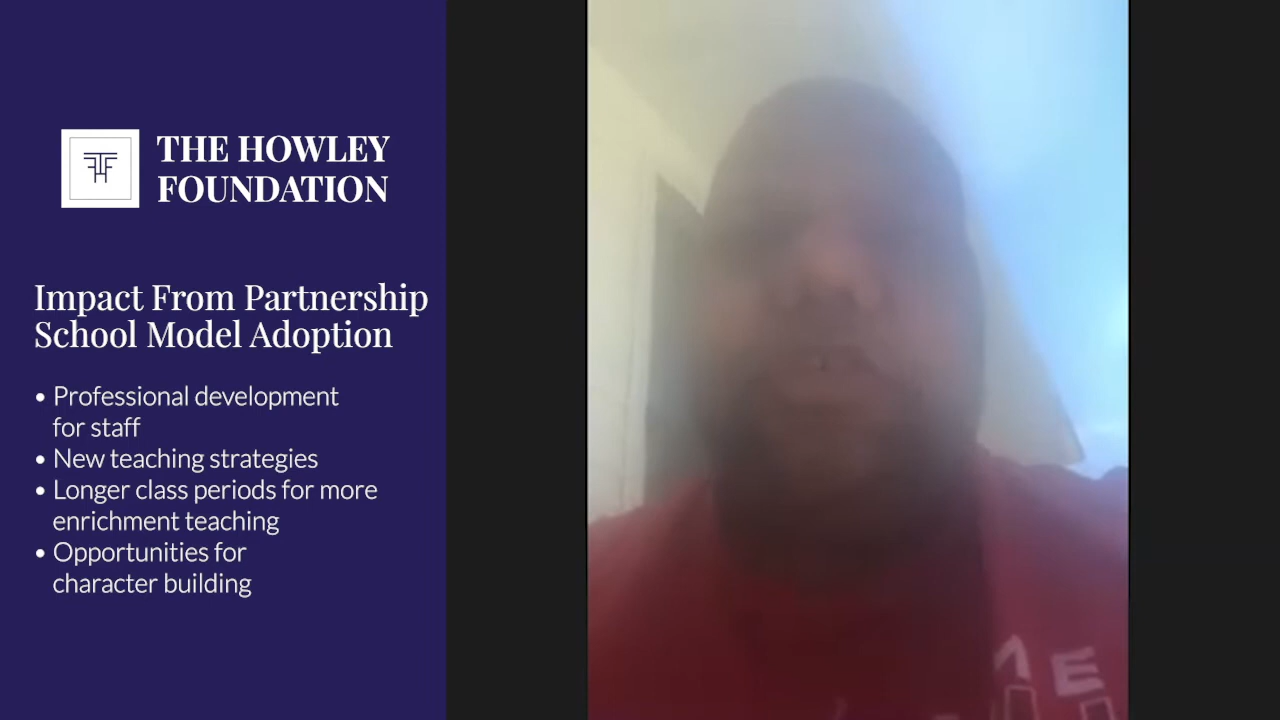 THE HOWLEY
FOUNDATION
Impact From Partnership
School Model Adoption
• Professional development
for staff
• New teaching strategies
• Longer class periods for more
enrichment teaching
• Opportunities for
character building